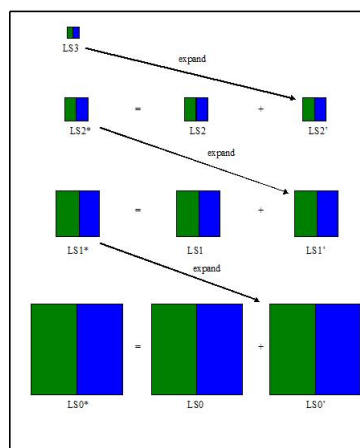 LS3
expand
= +
LS2* LS2 LS2'
expand
= +
LS1* LS1 LS1'
expand
= +
LS0* LS0 LS0'